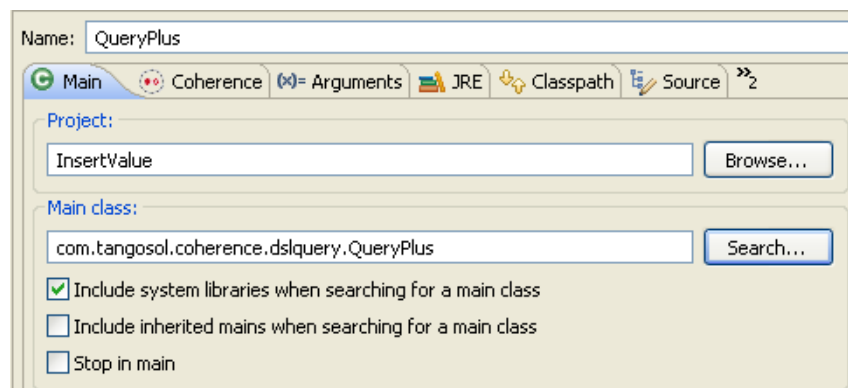 Name: QueryPlus
Main Coherence (x)= Arguments JRE Classpath Source »2
Project:
InsertValue Browse...
Main class:
com.tangosol.coherence.dslquery.QueryPlus Search...
Include system libraries when searching for a main class
Include inherited mains when searching for a main class
Stop in main